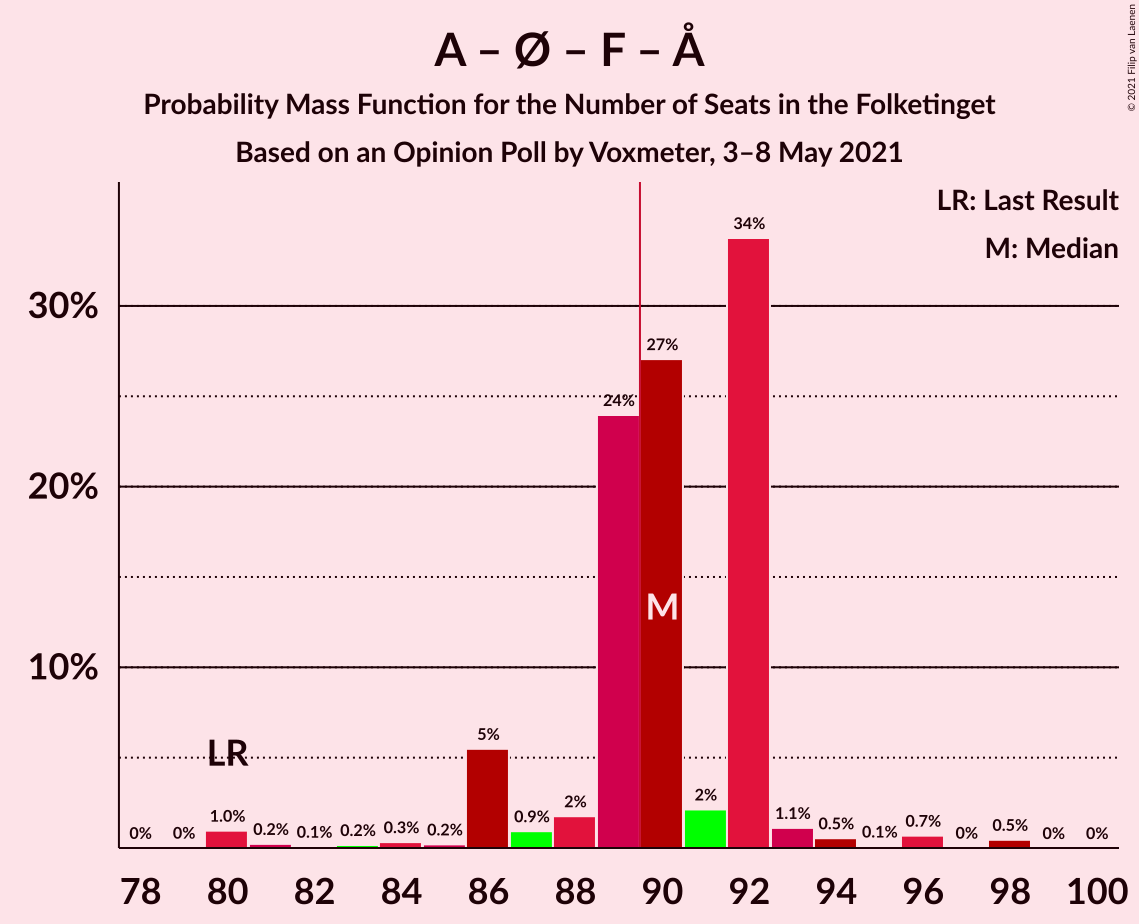 A – Ø – F – Å
Probability Mass Function for the Number of Seats in the Folketinget
Based on an Opinion Poll by Voxmeter, 3–8 May 2021
© 2021 Filip van Laenen
LR: Last Result
M: Median
30%
20%
10%
0%
0%
1.0%
0.2%
0.1%
0.2%
0.3%
0.2%
5%
0.9%
2%
24%
27%
2%
34%
1.1%
0.5%
0.1%
0.7%
0%
0.5%
0%
0%
LR
M
78 80 82 84 86 88 90 92 94 96 98 100